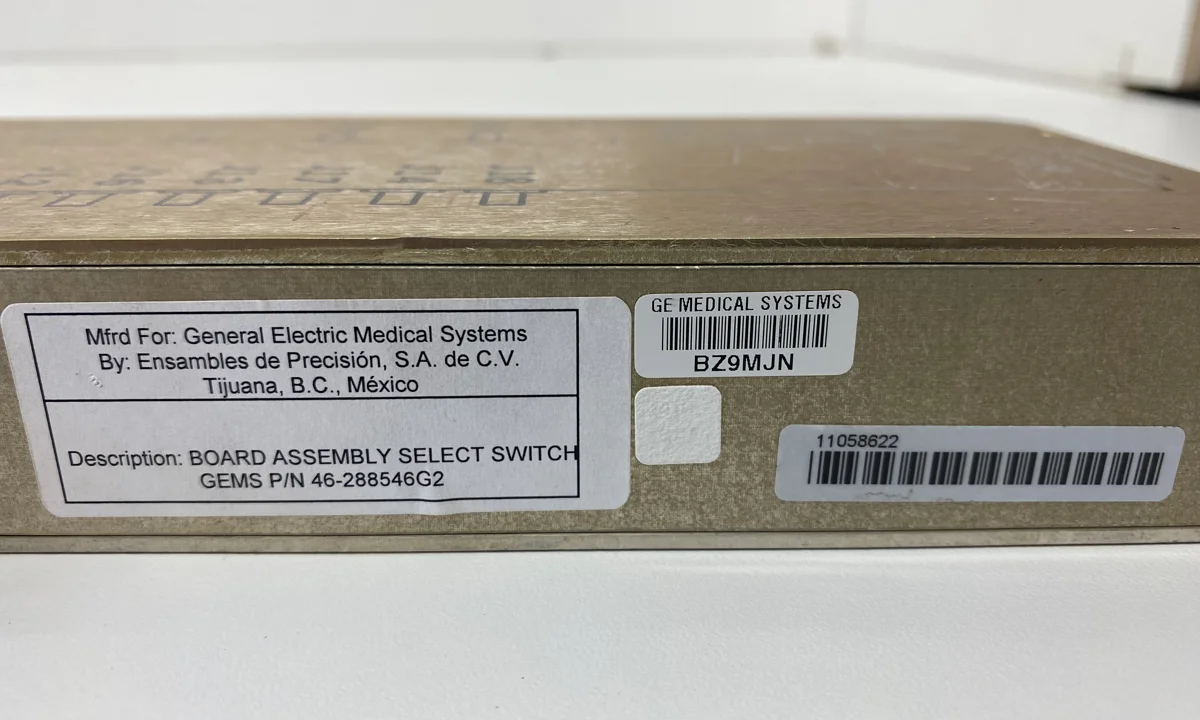 Mfrd For: General Electric Medical Systems
By: Ensambles de Precisión, S.A. de C.V.
Tijuana, B.C., México
Description: BOARD ASSEMBLY SELECT SWITCH
GEMS P/N 46-288546G2
GE MEDICAL SYSTEMS
BZ9MJN
11058622